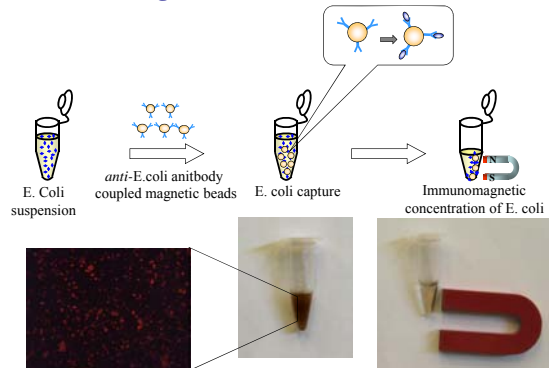 E. Coli
suspension
anti-E.coli anitbody
coupled magnetic beads
E. coli capture
N
S
Immunomagnetic
concentration of E. coli